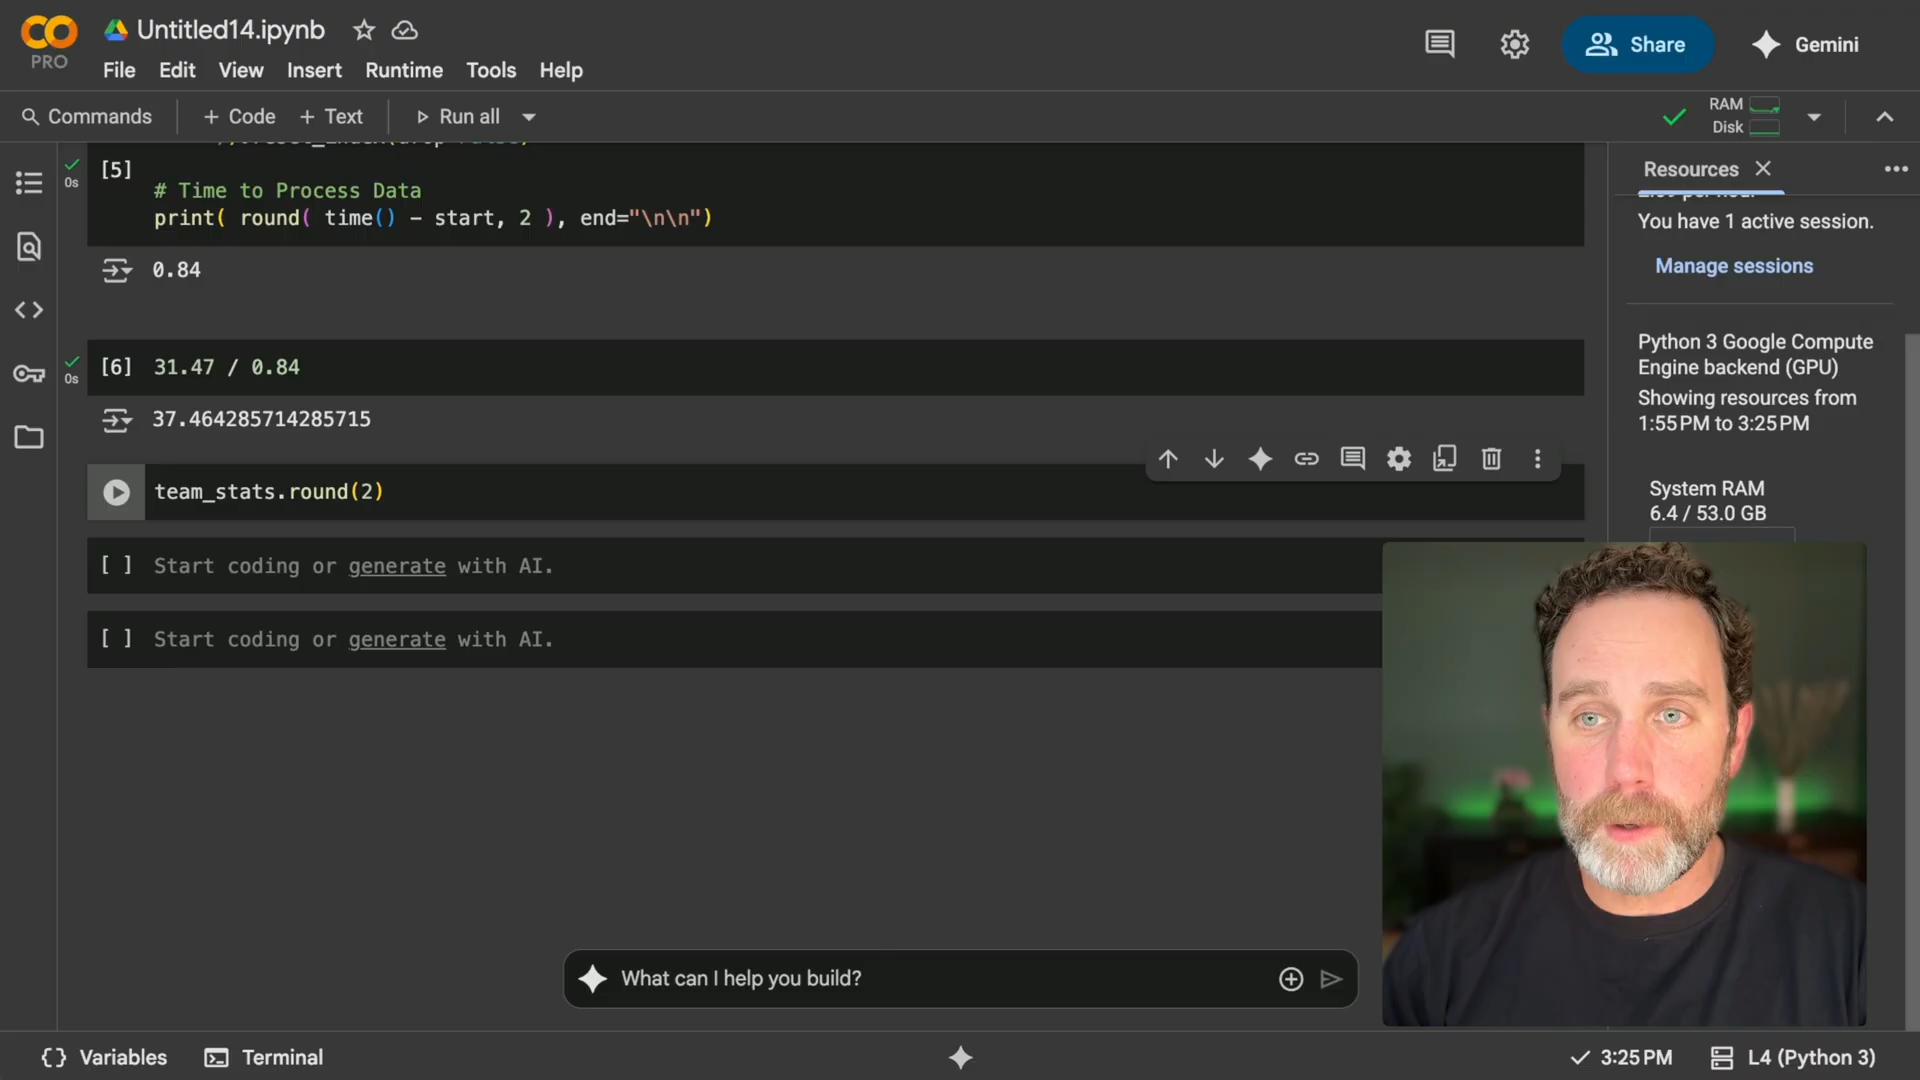 Untitled14.ipynb
PRO
File Edit View Insert Runtime Tools Help
Share
Gemini
Commands
+ Code + Text
Run all
RAM
Disk
[5]
0s
# Time to Process Data
print( round( time() - start, 2 ), end="\n\n")
0.84
[6] 31.47 / 0.84
0s
37.464285714285715
team_stats.round(2)
[ ] Start coding or generate with AI.
[ ] Start coding or generate with AI.
What can I help you build?
Resources
You have 1 active session.
Manage sessions
Python 3 Google Compute
Engine backend (GPU)
Showing resources from
1:55 PM to 3:25 PM
System RAM
6.4 / 53.0 GB
Variables Terminal
3:25 PM L4 (Python 3)